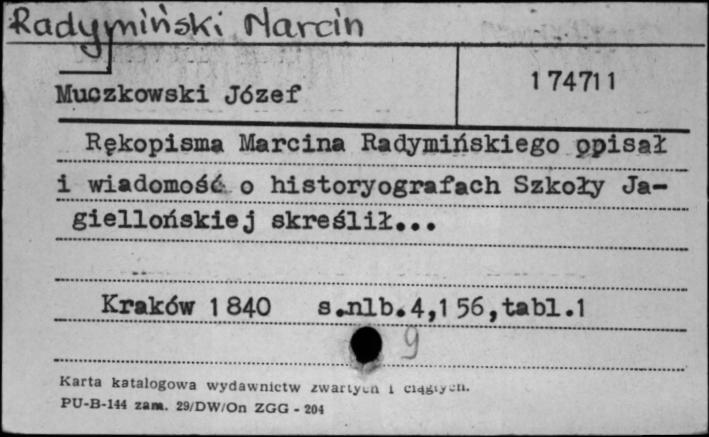 Radymiński Marcin
174711
Muczkowski Józef
Rękopisma Marcina Radymińskiego opisał
i wiadomość o historyografach Szkoły Ja-
giellońskiej skreślił...
Kraków 1840 s.nlb.4,156,tabl.1
9
Karta katalogowa wydawnictw zwartych i ciągłych.
PU-B-144 zam. 29/DW/On ZGG - 204